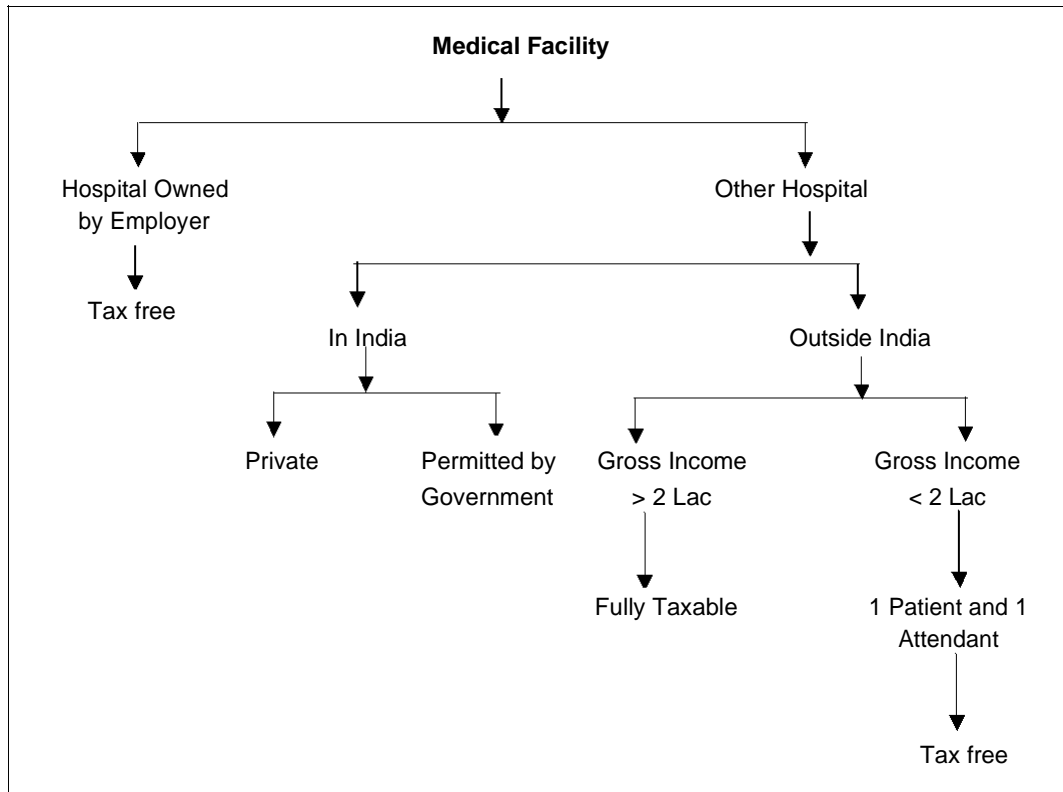 Medical Facility
Hospital Owned
by Employer
Other Hospital
Tax free
In India
Outside India
Private
Permitted by
Government
Gross Income
> 2 Lac
Gross Income
< 2 Lac
Fully Taxable
1 Patient and 1
Attendant
Tax free